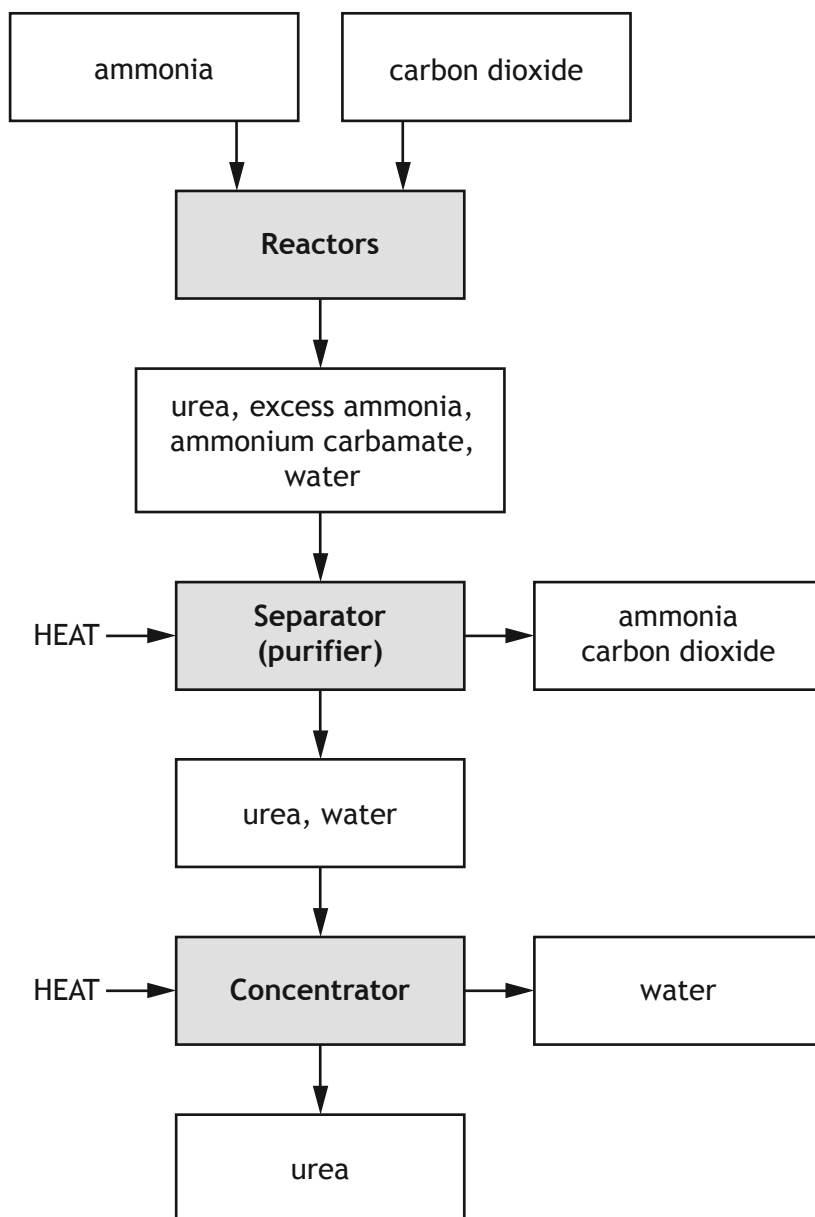 ammonia
carbon dioxide
Reactors
urea, excess ammonia,
ammonium carbamate,
water
HEAT
Separator
(purifier)
ammonia
carbon dioxide
urea, water
HEAT
Concentrator
water
urea